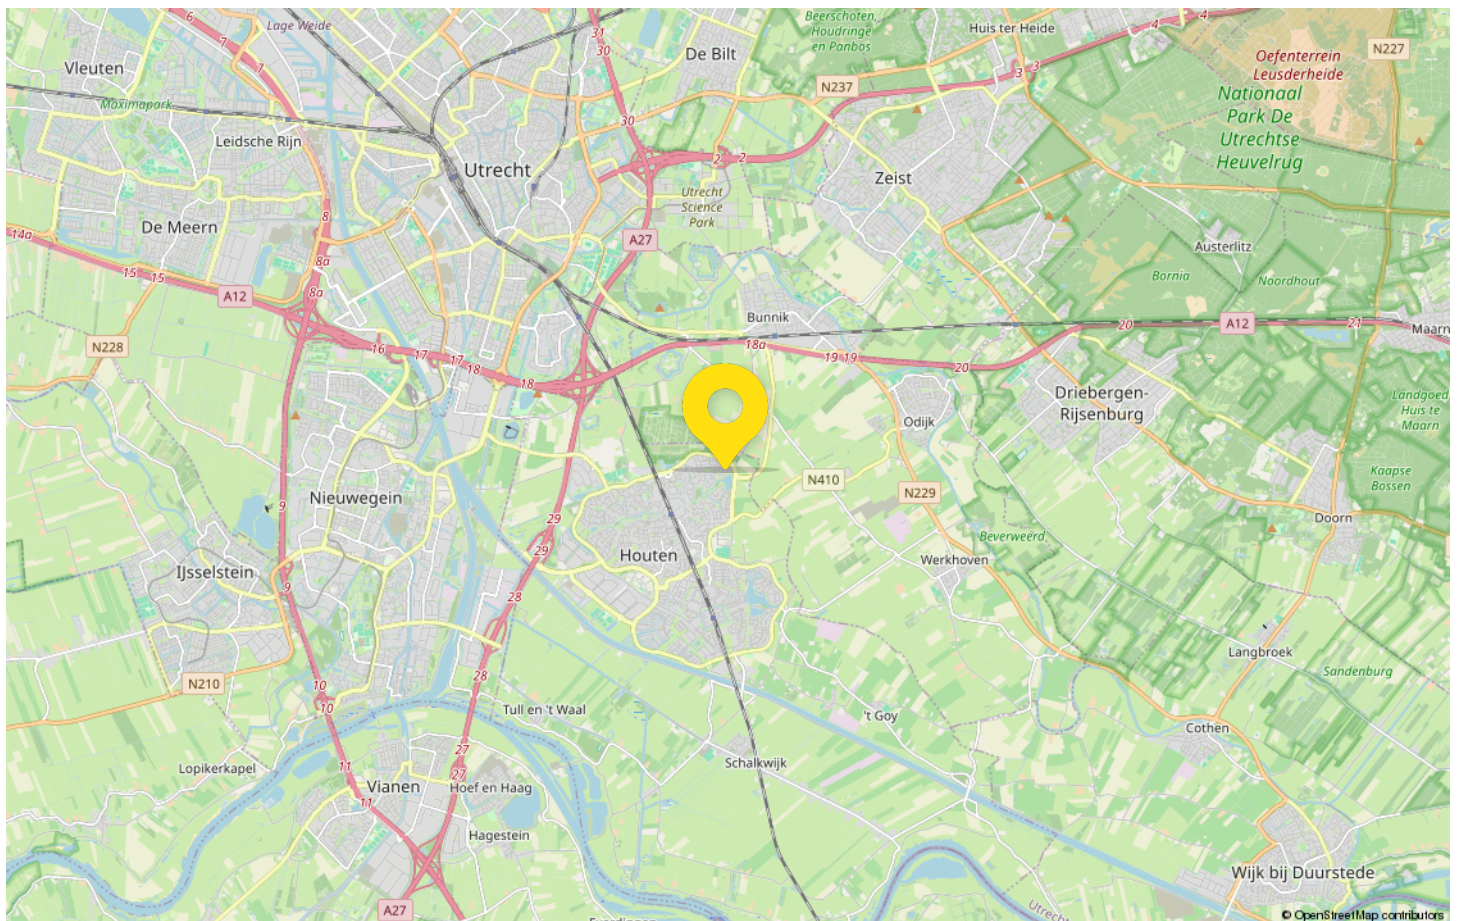 Lage Weide
Beerschoten,
Houdringe
en Panbos
Huis ter Heide
4
4
7
31
30
De Bilt
N227
Oefenterrein
Leusderheide
Vleuten
7
3
3
N237
Nationaal
Park De
Utrechtse
Heuvelrug
Máximapark
30
Leidsche Rijn
2
2
Utrecht
Zeist
Utrecht
Science
Park
8
De Meern
14a
A27
Austerlitz
8a
15
15
Bornia
Noordhout
8a
A12
Bunnik
A12
20
21
Maarn
N228
16
17
17
18a
19
19
18
18
20
Driebergen-
Rijsenburg
Landgoed
Huis te
Maarn
Odijk
Kaapse
Bossen
N410
N229
Nieuwegein
9
29
Doorn
Beverweerd
29
Houten
Werkhoven
IJsselstein
9
28
Langbroek
Sandenburg
28
N210
10
10
Tull en 't Waal
't Goy
Cothen
27
Schalkwijk
Lopikerkapel
11
27
Vianen
Hoef en Haag
11
Hagestein
Wijk bij Duurstede
A27
© OpenStreetMap contributors